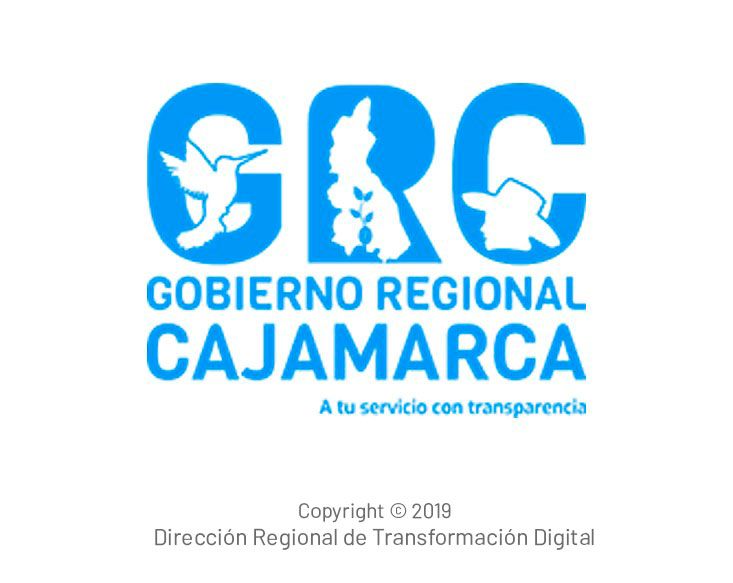 GRC
GOBIERNO REGIONAL
CAJAMARCA
A tu servicio con transparencia
Copyright © 2019
Dirección Regional de Transformación Digital